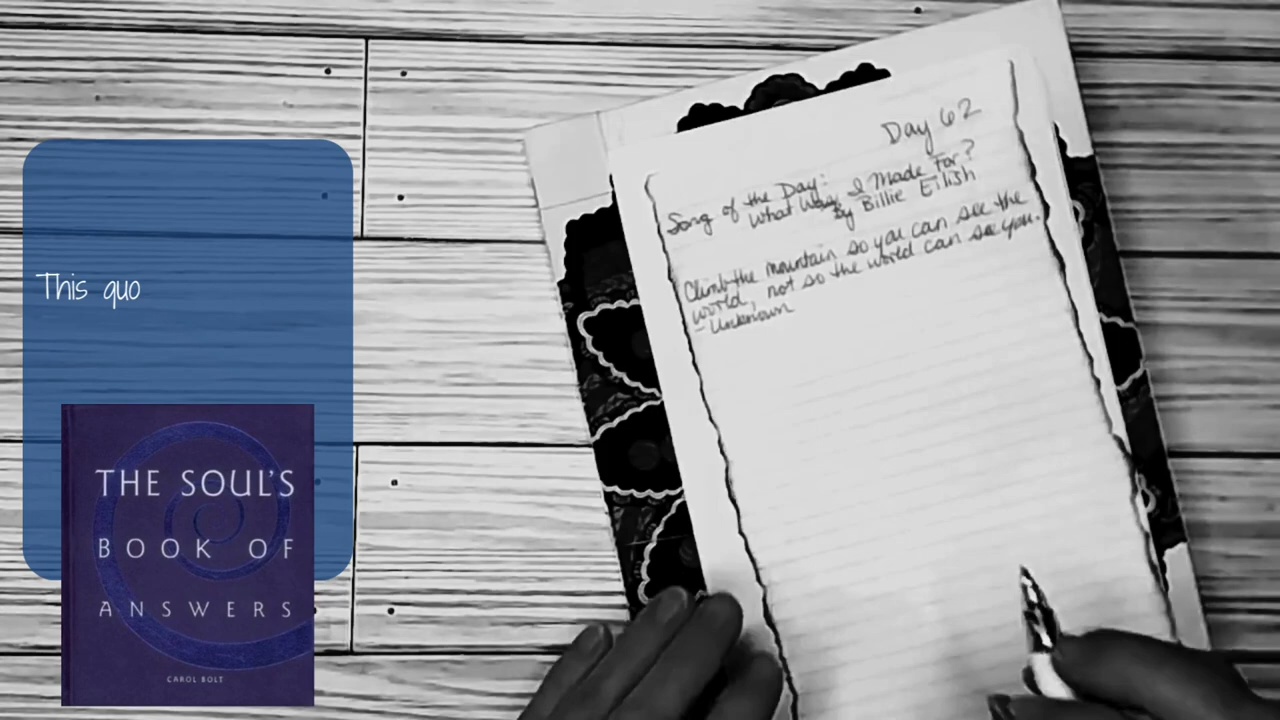 This quo
THE SOUL'S
BOOK OF
ANSWERS
CAROL BOLT
Day 62
Song of the Day:
What Was I Made For?
by Billie Eilish
Climb the mountain so you can see the
world, not so the world can see you.
- Unknown